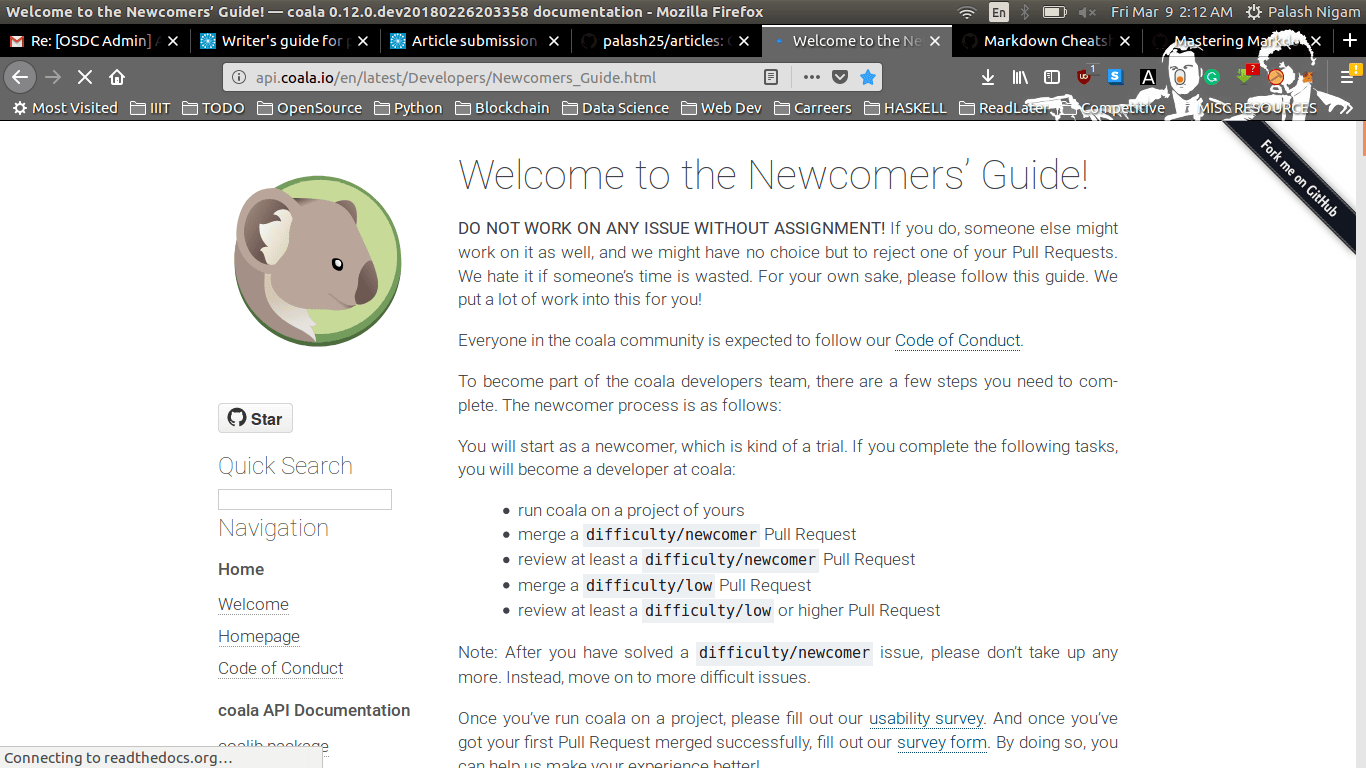 Welcome to the Newcomers’ Guide! — coala 0.12.0.dev20180226203358 documentation - Mozilla Firefox
En
Fri Mar 9 2:12 AM
Palash Nigam
Re: [OSDC Admin]
Writer's guide for
Article submission
palash25/articles:
Welcome to the Ne
Markdown Cheats
Mastering Mark
api.coala.io/en/latest/Developers/Newcomers_Guide.html
1
S
A
G
?
!
Most Visited
IIIT
TODO
OpenSource
Python
Blockchain
Data Science
Web Dev
Carreers
HASKELL
ReadLater
Competitive
MISC RESOURCES
Fork me on GitHub
Welcome to the Newcomers’ Guide!
DO NOT WORK ON ANY ISSUE WITHOUT ASSIGNMENT! If you do, someone else might
work on it as well, and we might have no choice but to reject one of your Pull Requests.
We hate it if someone’s time is wasted. For your own sake, please follow this guide. We
put a lot of work into this for you!
Everyone in the coala community is expected to follow our Code of Conduct.
To become part of the coala developers team, there are a few steps you need to com-
plete. The newcomer process is as follows:
You will start as a newcomer, which is kind of a trial. If you complete the following tasks,
you will become a developer at coala:
• run coala on a project of yours
• merge a difficulty/newcomer Pull Request
• review at least a difficulty/newcomer Pull Request
• merge a difficulty/low Pull Request
• review at least a difficulty/low or higher Pull Request
Note: After you have solved a difficulty/newcomer issue, please don’t take up any
more. Instead, move on to more difficult issues.
Once you’ve run coala on a project, please fill out our usability survey. And once you’ve
got your first Pull Request merged successfully, fill out our survey form. By doing so, you
can help us make your experience better!
Star
Quick Search
Navigation
Home
Welcome
Homepage
Code of Conduct
coala API Documentation
coalib package
Connecting to readthedocs.org…